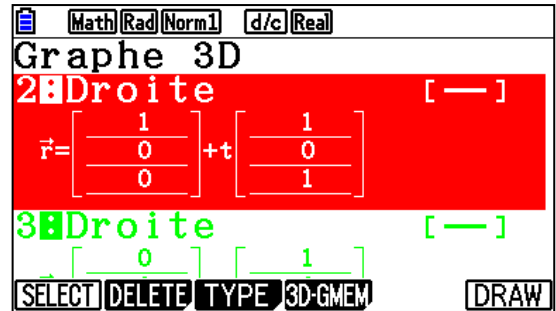 Math Rad Norm1 d/c Real
Graphe 3D
2:Droite [—]
1 1
r⃗= 0 +t 0
0 1
3:Droite [—]
0 1
SELECT DELETE TYPE 3D-GMEM DRAW